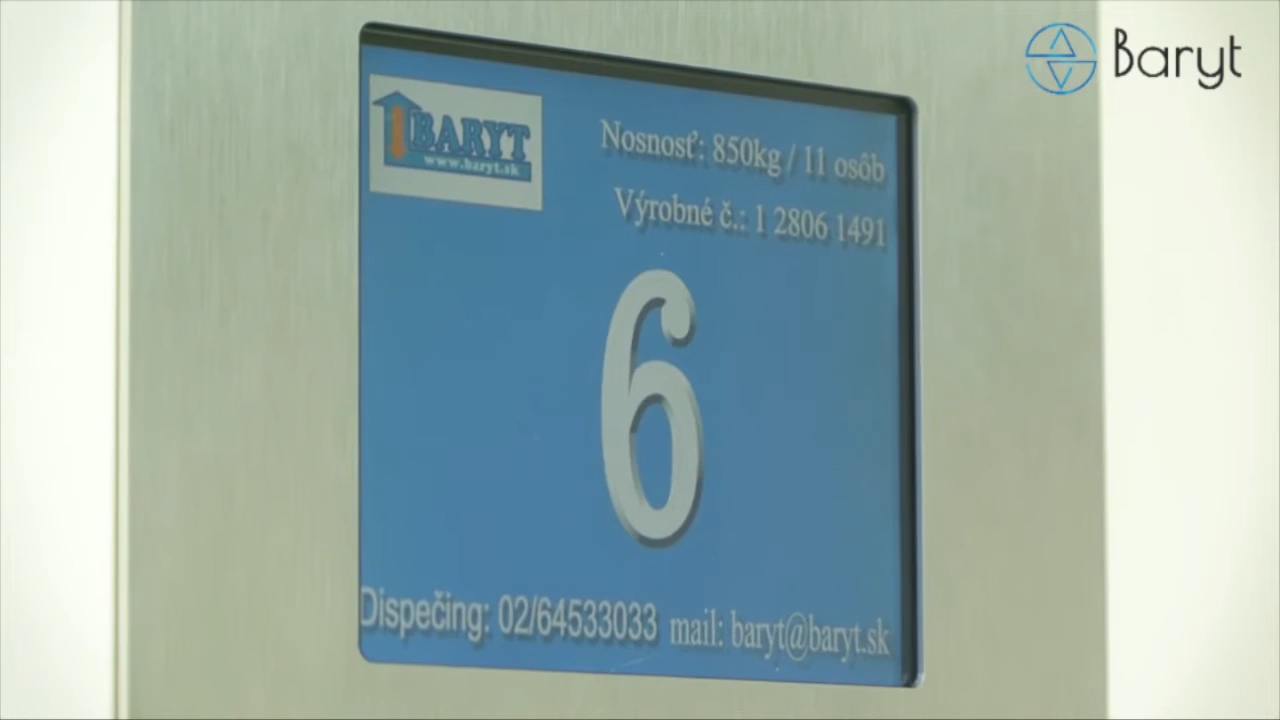 Baryt
BARYT
www.baryt.sk
Nosnosť: 850kg / 11 osôb
Výrobné č.: 1 2806 1491
6
Dispečing: 02/64533033 mail: baryt@baryt.sk